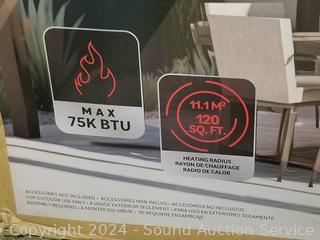 MAX
75K BTU
11.1 M²
120
SQ. FT.
HEATING RADIUS
RAYON DE CHAUFFAGE
RADIO DE CALOR
ACCESSORIES NOT INCLUDED • ACCESSORIES NON INCLUS • ACCESORIOS NO INCLUIDOS
FOR OUTDOOR USE ONLY • À USAGE EXTÉRIEUR SEULEMENT • PARA USO EN EXTERIORES SOLAMENTE
ASSEMBLY REQUIRED • À MONTER SOI-MÊME • SE REQUIERE ENSAMBLAJE
Copyright 2024 - Sound Auction Service